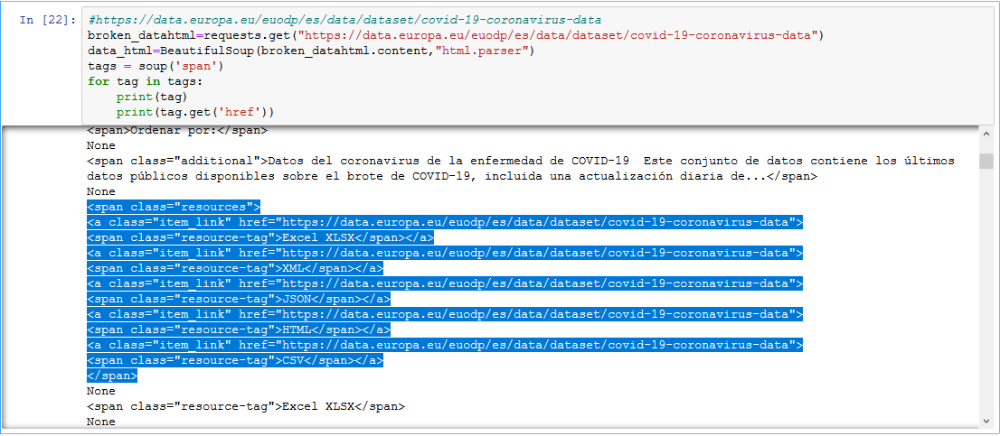 In [22]: #https://data.europa.eu/euodp/es/data/dataset/covid-19-coronavirus-data
broken_datahtml=requests.get("https://data.europa.eu/euodp/es/data/dataset/covid-19-coronavirus-data")
data_html=BeautifulSoup(broken_datahtml.content,"html.parser")
tags = soup('span')
for tag in tags:
    print(tag)
    print(tag.get('href'))
<span>Ordenar por:</span>
None
<span class="additional">Datos del coronavirus de la enfermedad de COVID-19  Este conjunto de datos contiene los últimos
datos públicos disponibles sobre el brote de COVID-19, incluida una actualización diaria de...</span>
None
<span class="resources">
<a class="item_link" href="https://data.europa.eu/euodp/es/data/dataset/covid-19-coronavirus-data">
<span class="resource-tag">Excel XLSX</span></a>
<a class="item_link" href="https://data.europa.eu/euodp/es/data/dataset/covid-19-coronavirus-data">
<span class="resource-tag">XML</span></a>
<a class="item_link" href="https://data.europa.eu/euodp/es/data/dataset/covid-19-coronavirus-data">
<span class="resource-tag">JSON</span></a>
<a class="item_link" href="https://data.europa.eu/euodp/es/data/dataset/covid-19-coronavirus-data">
<span class="resource-tag">HTML</span></a>
<a class="item_link" href="https://data.europa.eu/euodp/es/data/dataset/covid-19-coronavirus-data">
<span class="resource-tag">CSV</span></a>
</span>
None
<span class="resource-tag">Excel XLSX</span>
None